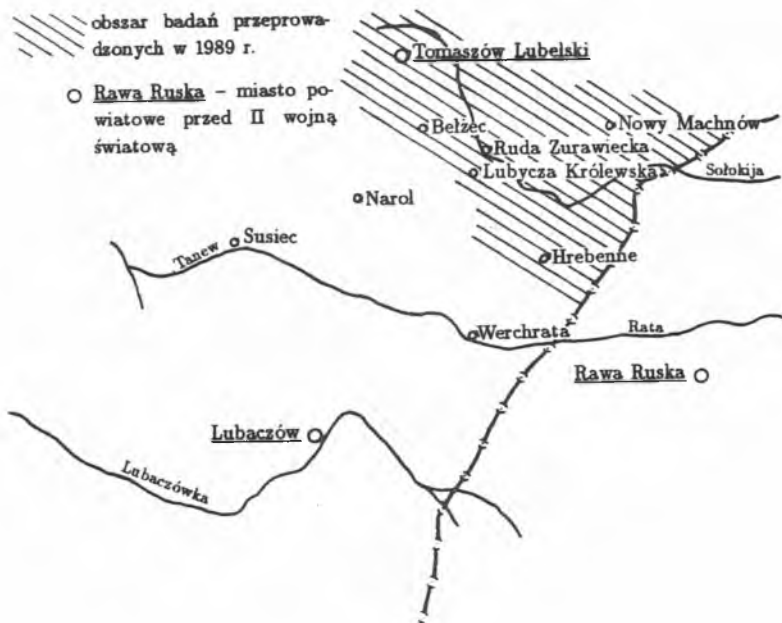 obszar badań przeprowa-
dzonych w 1989 r.
Rawa Ruska – miasto po-
wiatowe przed II wojną
światową
Tomaszów Lubelski
Bełżec
Nowy Machnów
Ruda Zurawiecka
Lubycza Królewska
Sołokija
Narol
Susiec
Tanew
Hrebenne
Werchrata
Rata
Rawa Ruska
Lubaczów
Lubaczówka